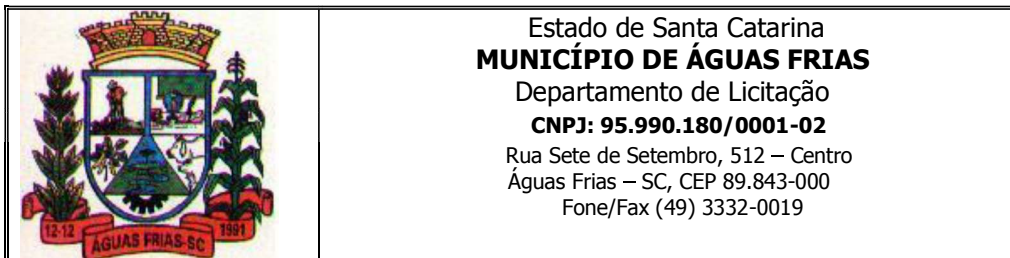 Estado de Santa Catarina
MUNICÍPIO DE ÁGUAS FRIAS
Departamento de Licitação
CNPJ: 95.990.180/0001-02
Rua Sete de Setembro, 512 – Centro
Águas Frias – SC, CEP 89.843-000
Fone/Fax (49) 3332-0019
12-12
ÁGUAS FRIAS-SC
1991